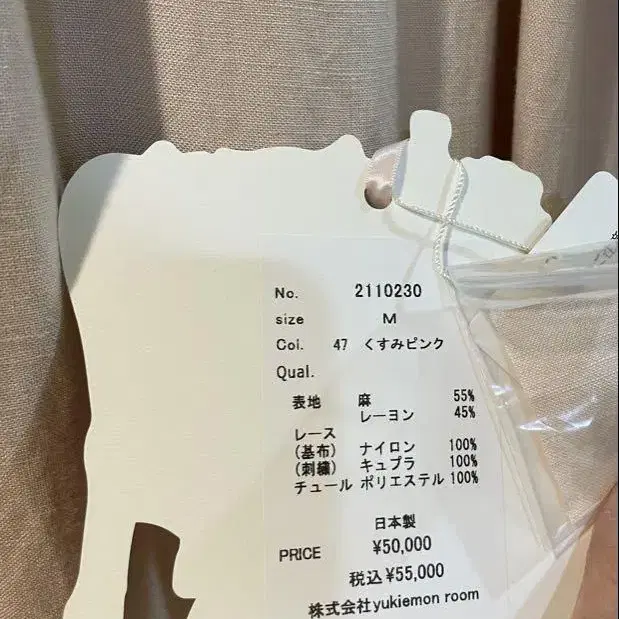 No. 2110230
size M
Col. 47 くすみピンク
Qual.
表地 麻 55%
レーヨン 45%
レース
(基布) ナイロン 100%
(刺繍) キュプラ 100%
チュール ポリエステル 100%
日本製
PRICE ¥50,000
税込 ¥55,000
株式会社yukiemon room